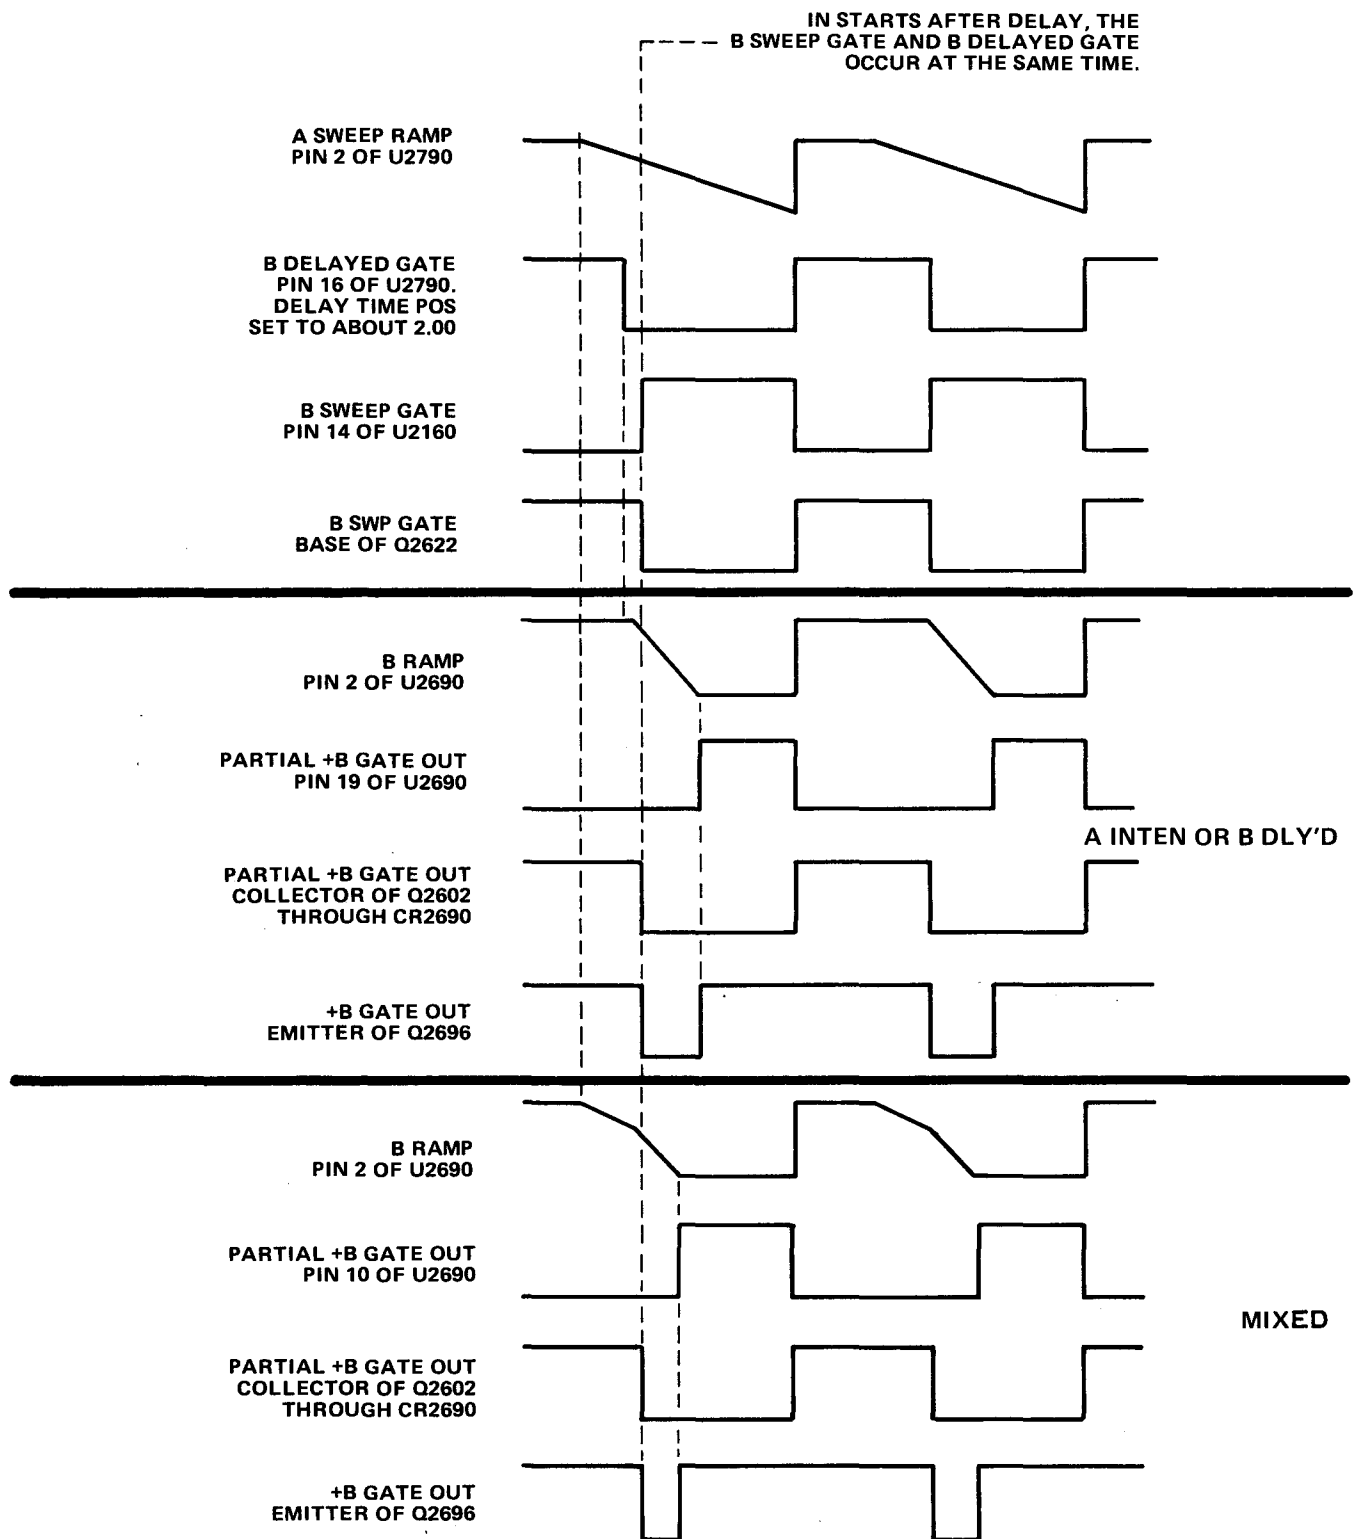 IN STARTS AFTER DELAY, THE
B SWEEP GATE AND B DELAYED GATE
OCCUR AT THE SAME TIME.
A SWEEP RAMP
PIN 2 OF U2790
B DELAYED GATE
PIN 16 OF U2790.
DELAY TIME POS
SET TO ABOUT 2.00
B SWEEP GATE
PIN 14 OF U2160
B SWP GATE
BASE OF Q2622
B RAMP
PIN 2 OF U2690
PARTIAL +B GATE OUT
PIN 19 OF U2690
A INTEN OR B DLY'D
PARTIAL +B GATE OUT
COLLECTOR OF Q2602
THROUGH CR2690
+B GATE OUT
EMITTER OF Q2696
B RAMP
PIN 2 OF U2690
PARTIAL +B GATE OUT
PIN 10 OF U2690
MIXED
PARTIAL +B GATE OUT
COLLECTOR OF Q2602
THROUGH CR2690
+B GATE OUT
EMITTER OF Q2696